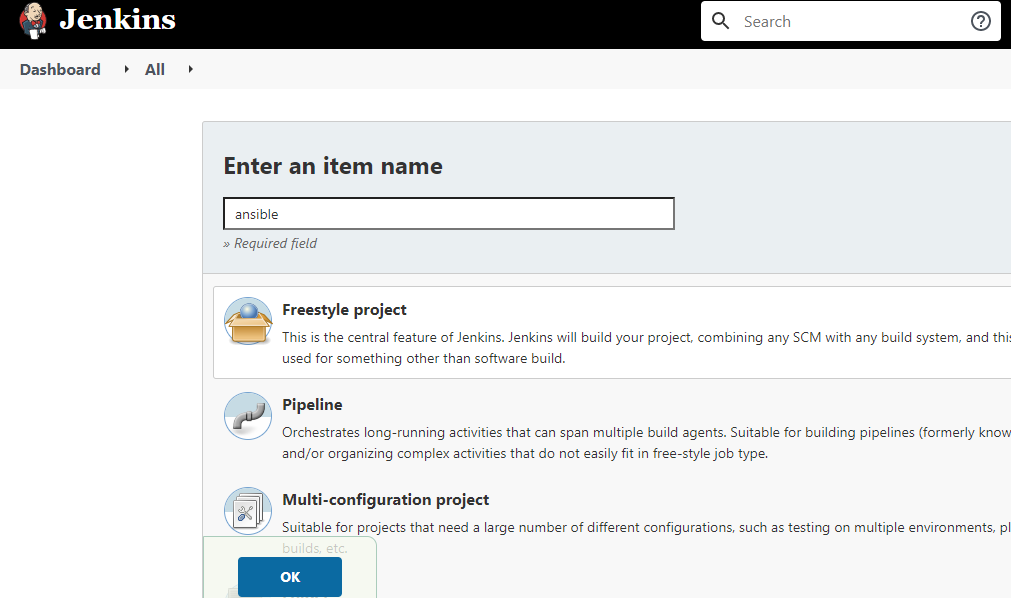 Jenkins
Search
Dashboard
All
Enter an item name
ansible
» Required field
Freestyle project
This is the central feature of Jenkins. Jenkins will build your project, combining any SCM with any build system, and this
used for something other than software build.
Pipeline
Orchestrates long-running activities that can span multiple build agents. Suitable for building pipelines (formerly know
and/or organizing complex activities that do not easily fit in free-style job type.
Multi-configuration project
Suitable for projects that need a large number of different configurations, such as testing on multiple environments, pl
builds, etc.
OK